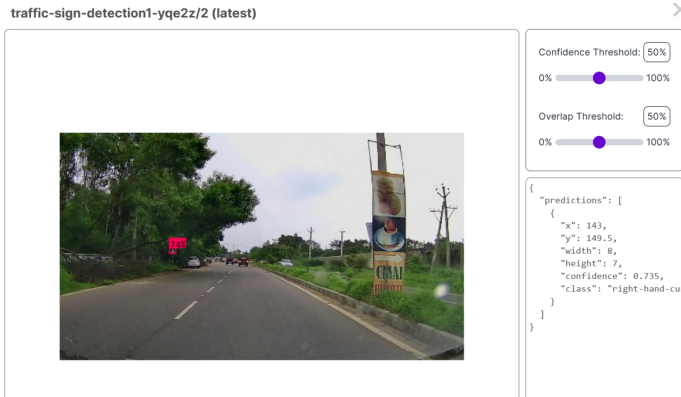 traffic-sign-detection1-yqe2z/2 (latest)
Confidence Threshold: 50%
0% 100%
Overlap Threshold: 50%
0% 100%
{
"predictions": [
{
"x": 143,
"y": 149.5,
"width": 8,
"height": 7,
"confidence": 0.735,
"class": "right-hand-cu
}
]
}